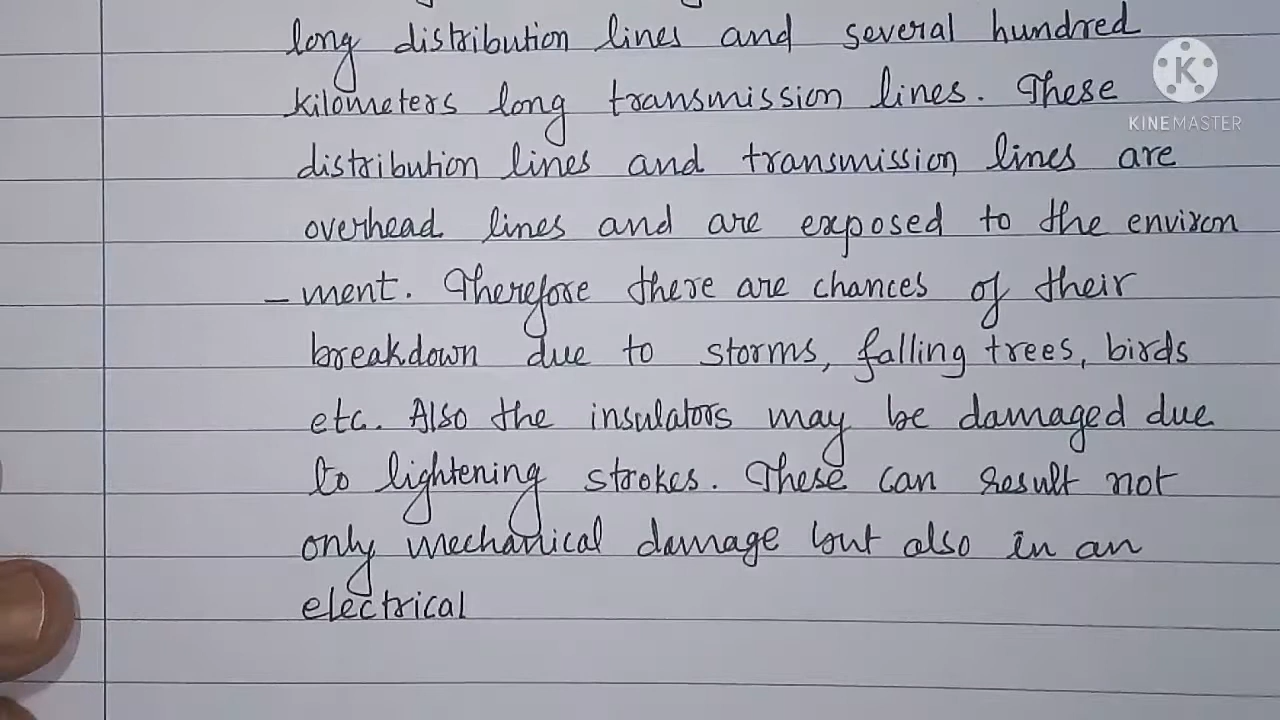 long distribution lines and several hundred
kilometers long transmission lines. These
distribution lines and transmission lines are
overhead lines and are exposed to the environ
- ment. Therefore there are chances of their
breakdown due to storms, falling trees, birds
etc. Also the insulators may be damaged due
to lightening strokes. These can result not
only mechanical damage but also in an
electrical
K
KINEMASTER